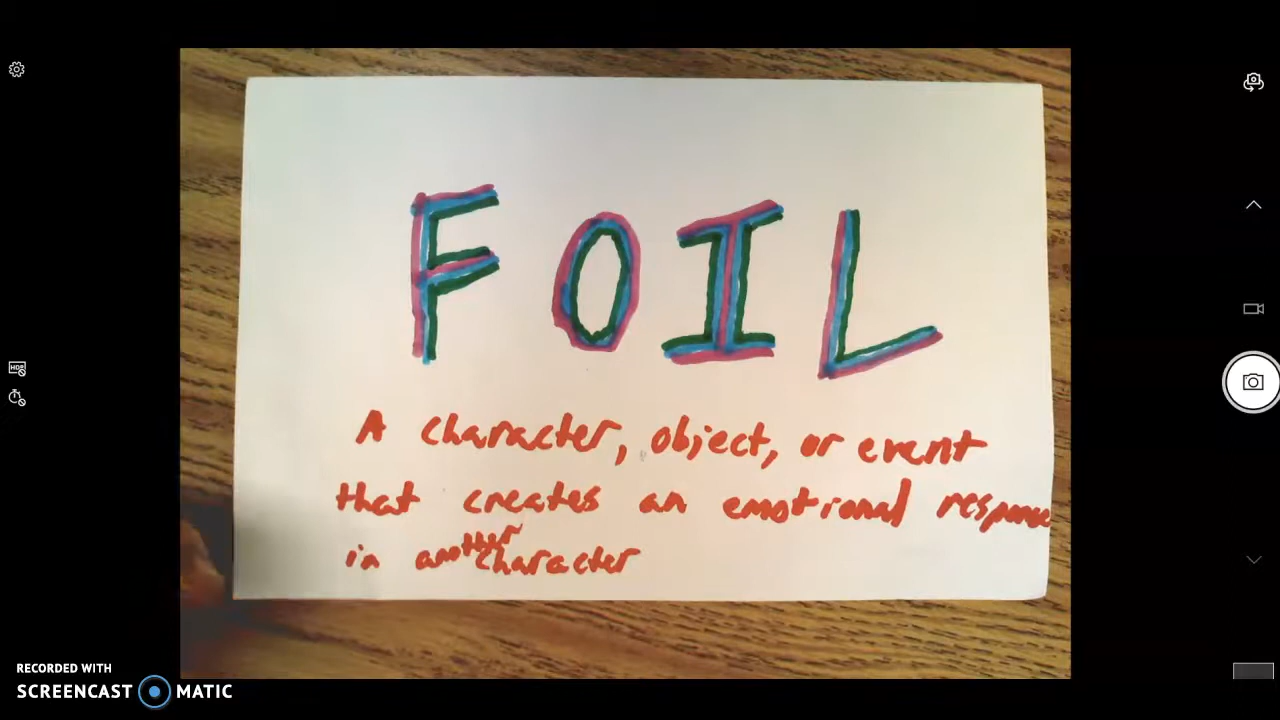 FOIL
A character, object, or event
that creates an emotional response
in another character
RECORDED WITH
SCREENCAST MATIC